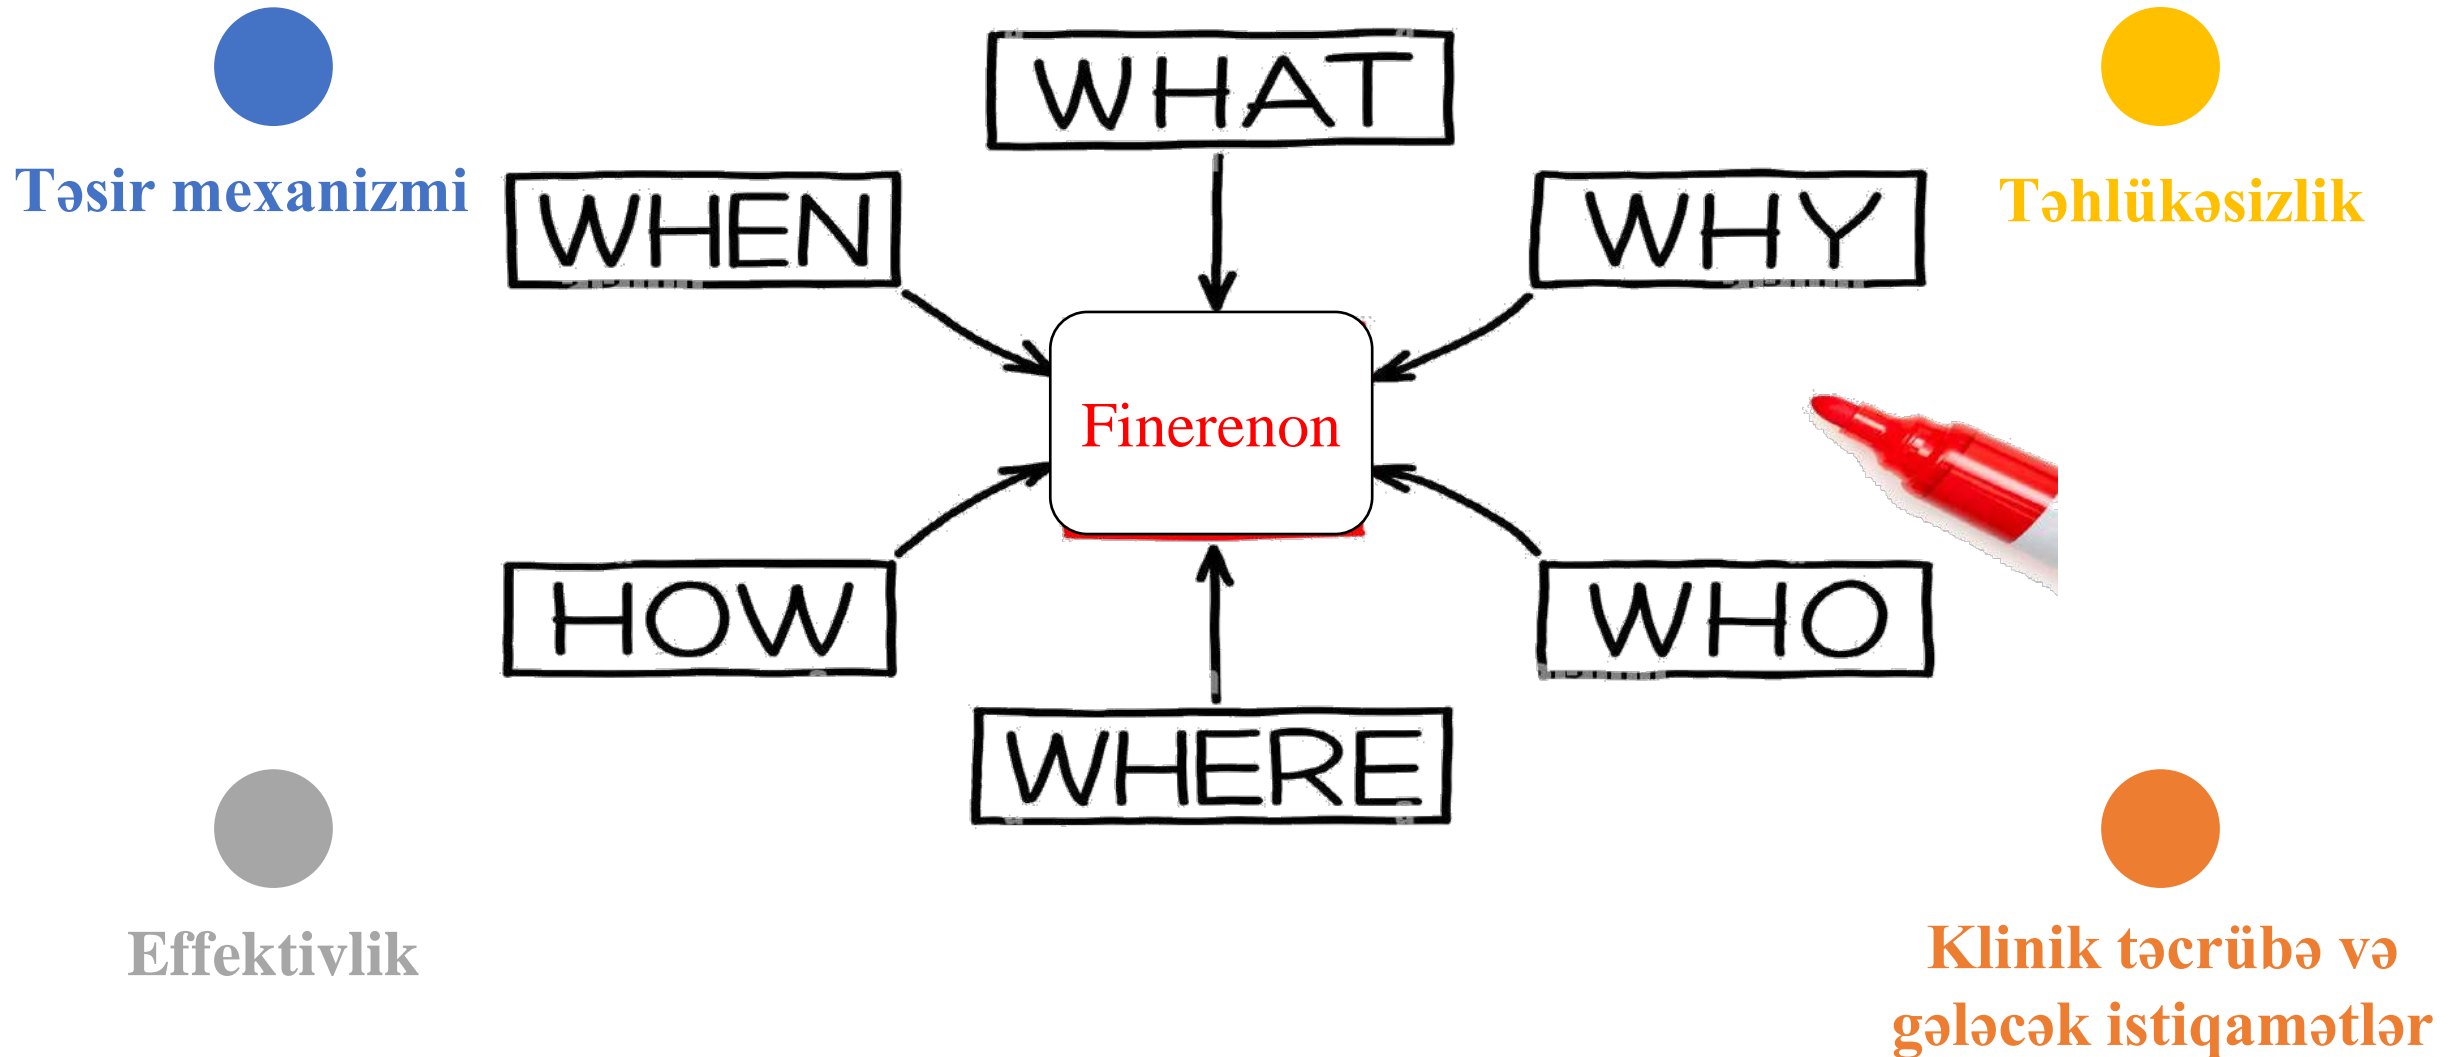 WHAT
Təsir mexanizmi
WHEN
WHY
Təhlükəsizlik
Finerenon
HOW
WHO
WHERE
Effektivlik
Klinik təcrübə və
gələcək istiqamətlər